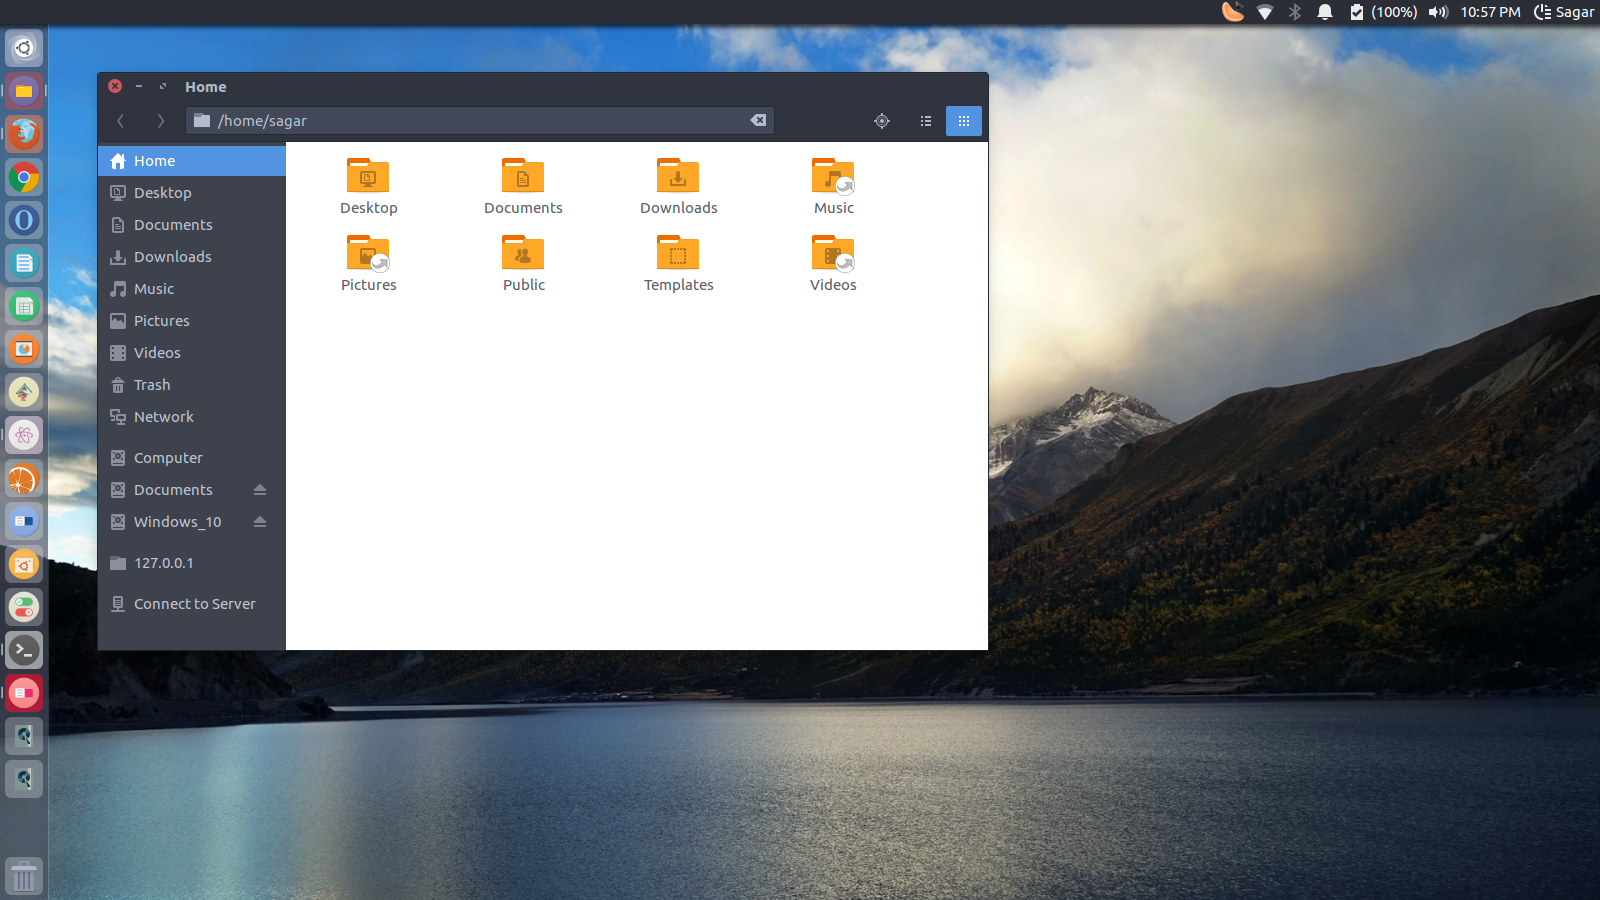 (100%) 10:57 PM Sagar
Home
/home/sagar
Home
Desktop
Documents
Downloads
Music
Pictures
Videos
Trash
Network
Computer
Documents
Windows_10
127.0.0.1
Connect to Server
Desktop Documents Downloads Music
Pictures Public Templates Videos